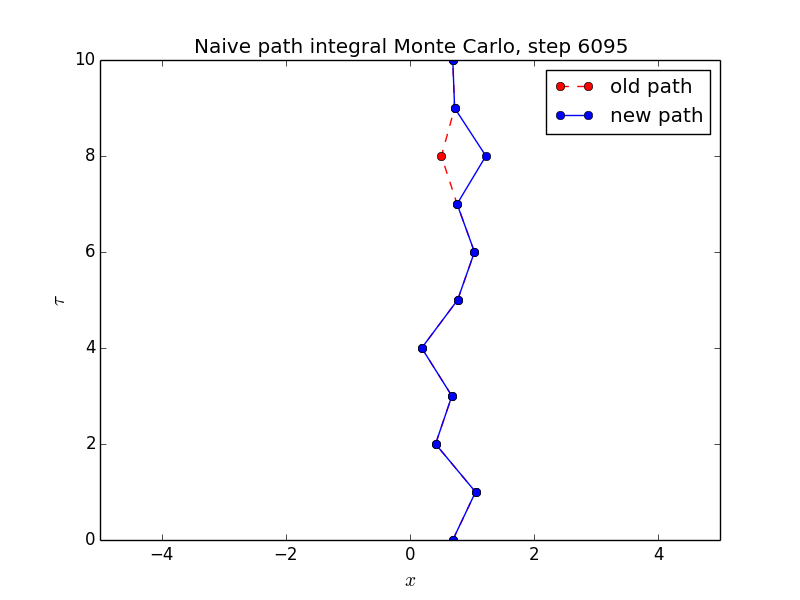 Naive path integral Monte Carlo, step 6095
10
old path
new path
8
6
τ
4
2
0
−4
−2
0
2
4
x